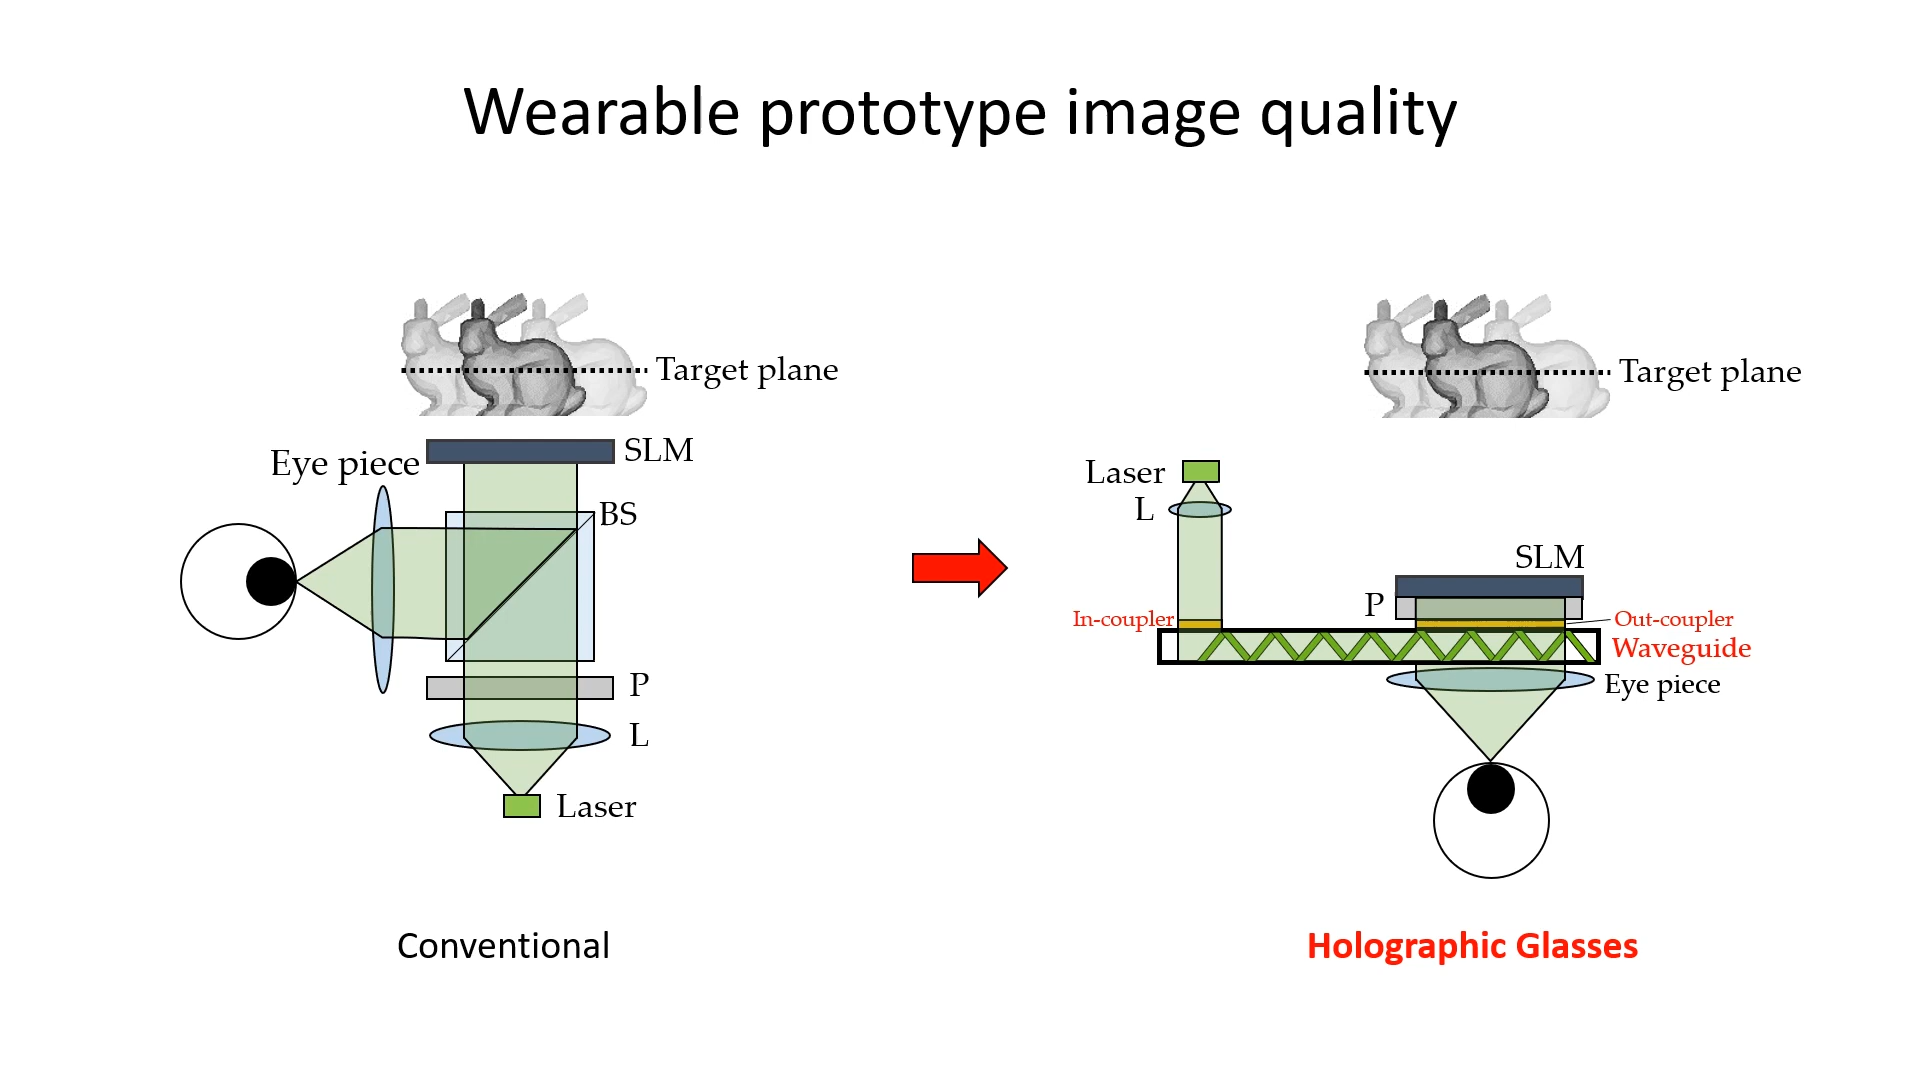 Wearable prototype image quality
Target plane
SLM
Eye piece
BS
P
L
Laser
Conventional
Target plane
Laser
L
SLM
P
In-coupler
Out-coupler
Waveguide
Eye piece
Holographic Glasses